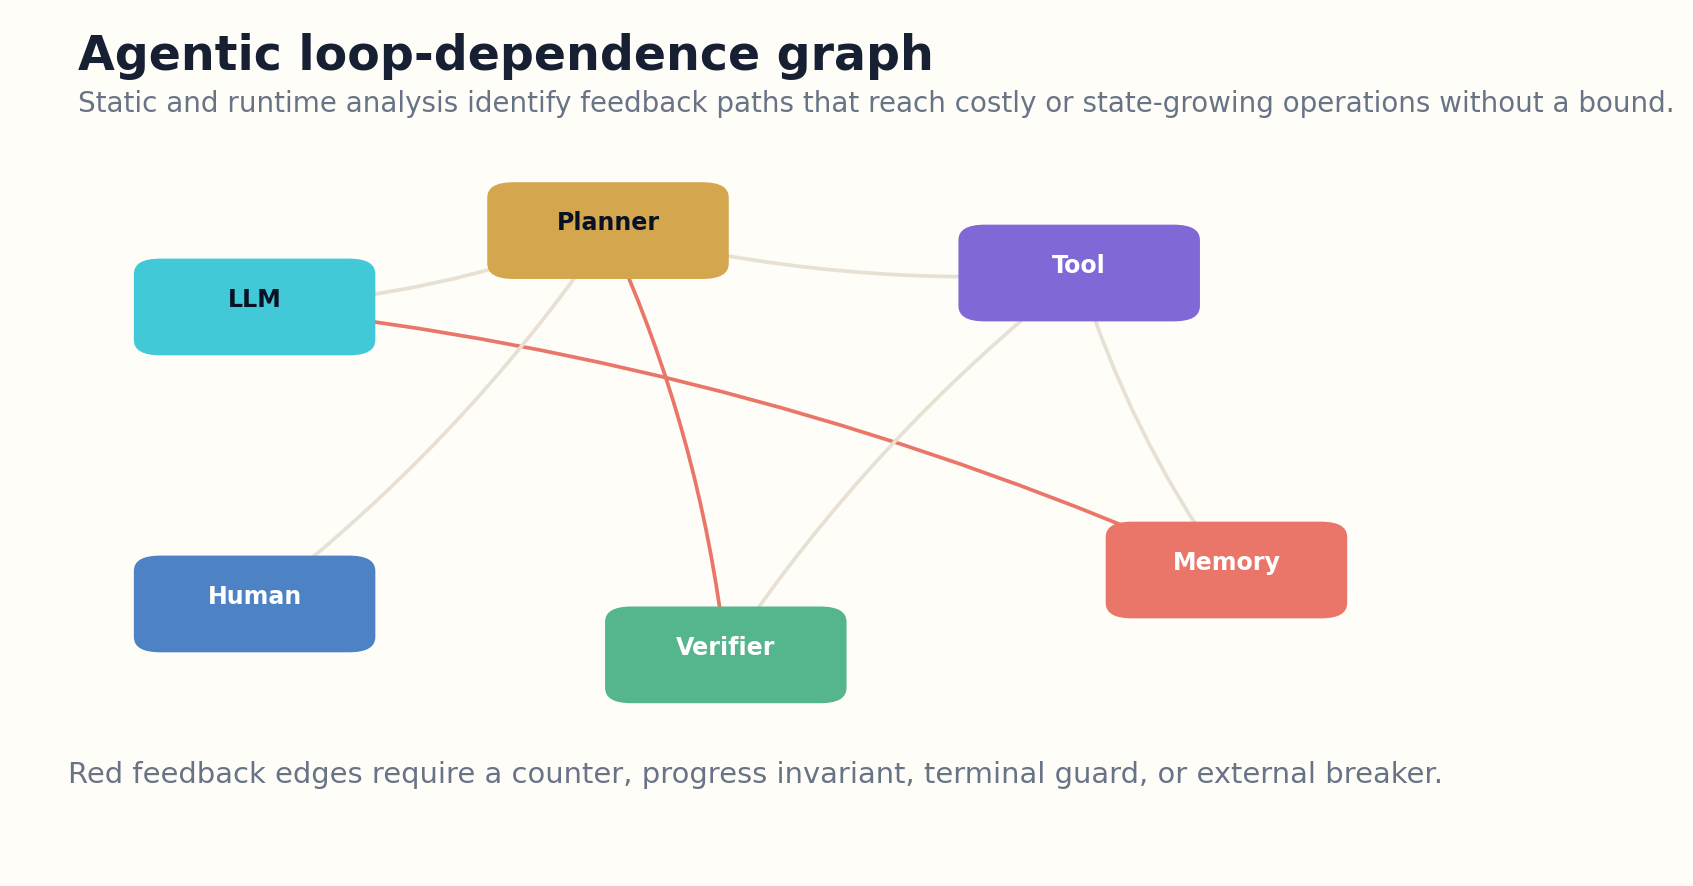 Agentic loop-dependence graph
Static and runtime analysis identify feedback paths that reach costly or state-growing operations without a bound.
Planner
Tool
LLM
Memory
Human
Verifier
Red feedback edges require a counter, progress invariant, terminal guard, or external breaker.